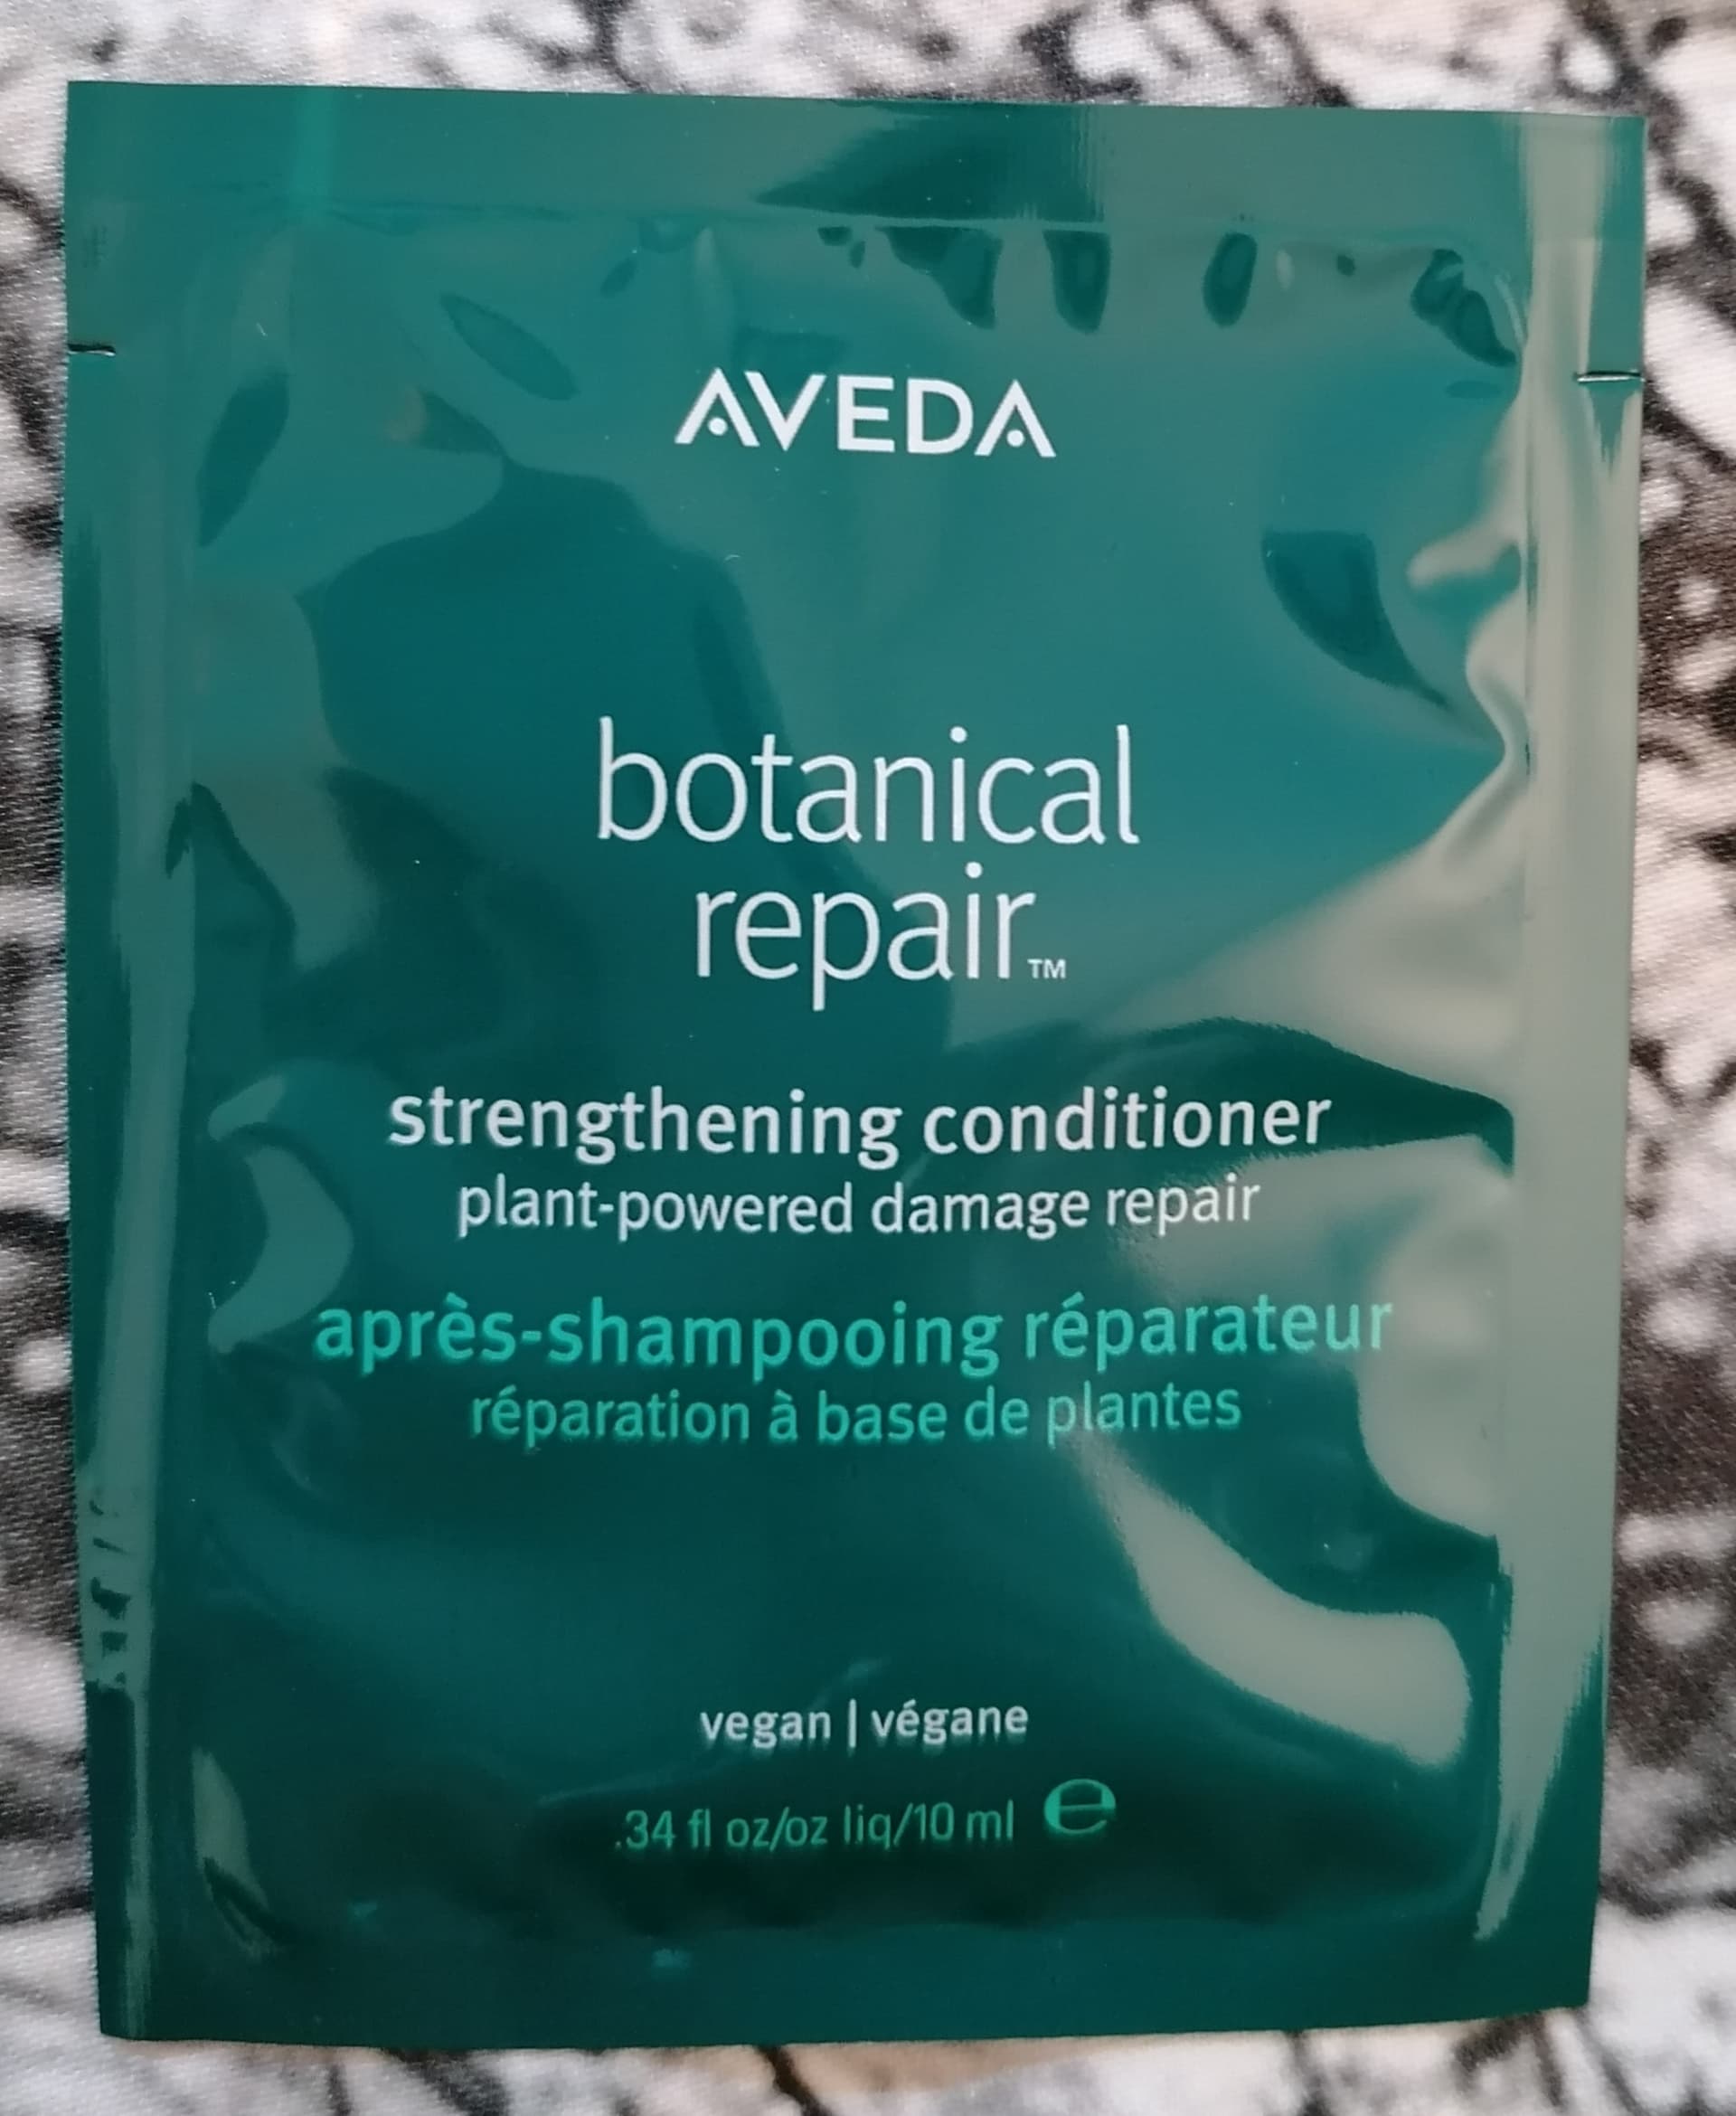 AVEDA
botanical
repair™
strengthening conditioner
plant-powered damage repair
après-shampooing réparateur
réparation à base de plantes
vegan | végane
.34 fl oz/oz liq/10 ml ℮